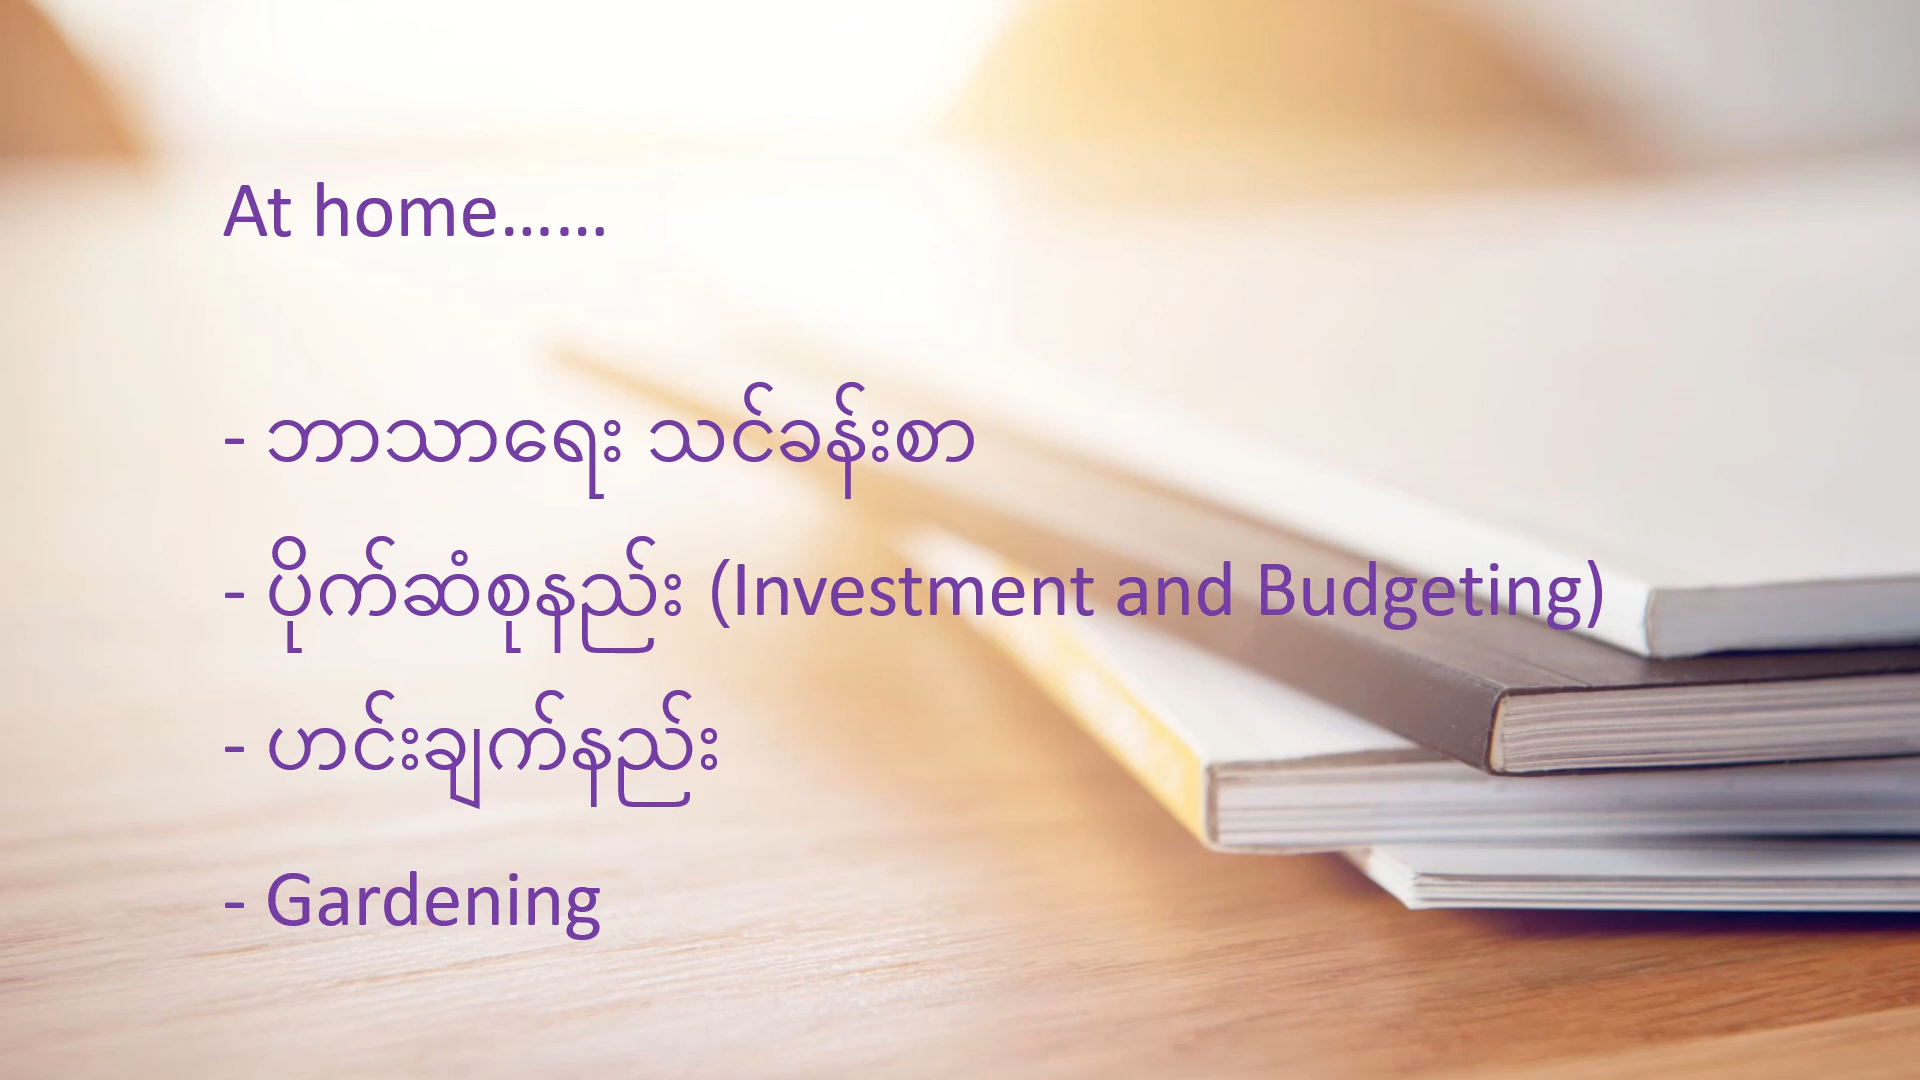 At home......
- ဘာသာရေး သင်ခန်းစာ
- ပိုက်ဆံစုနည်း (Investment and Budgeting)
- ဟင်းချက်နည်း
- Gardening